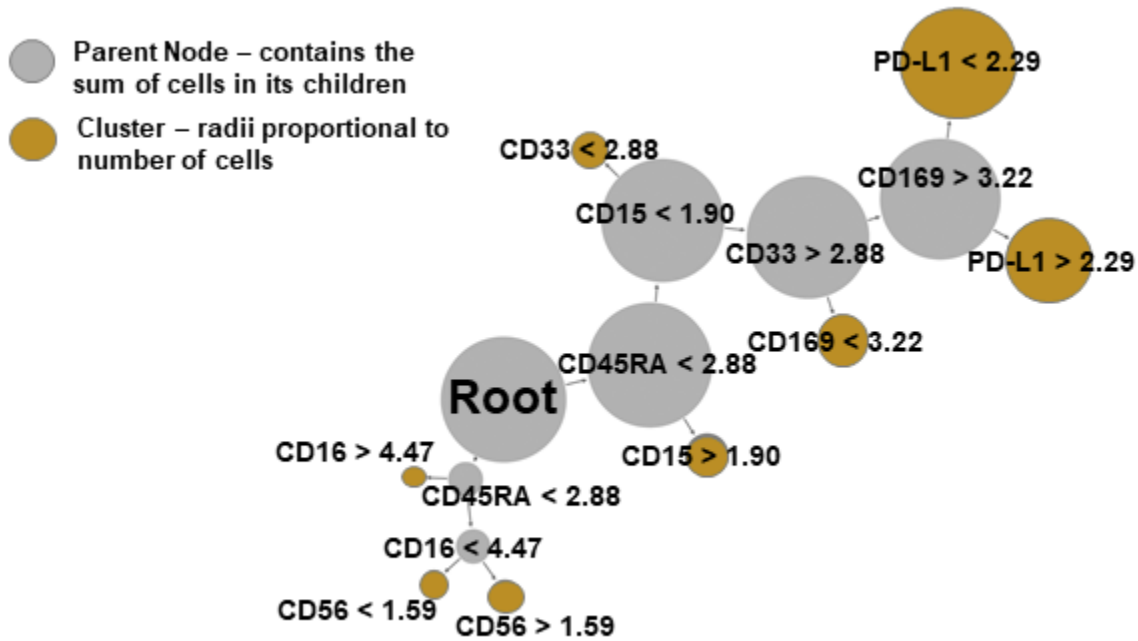 Parent Node – contains the
sum of cells in its children
Cluster – radii proportional to
number of cells
PD-L1 < 2.29
CD33 < 2.88
CD169 > 3.22
CD15 < 1.90
CD33 > 2.88
PD-L1 > 2.29
CD169 < 3.22
CD45RA < 2.88
Root
CD16 > 4.47
CD15 > 1.90
CD45RA < 2.88
CD16 < 4.47
CD56 < 1.59
CD56 > 1.59